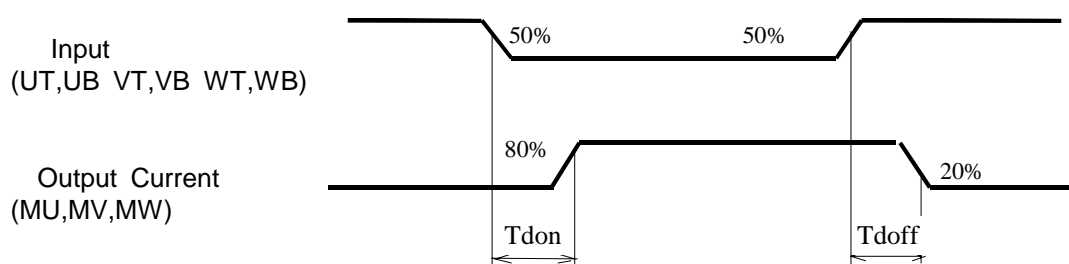 Input
(UT,UB VT,VB WT,WB)
50%
50%
Output Current
(MU,MV,MW)
80%
20%
Tdon
Tdoff